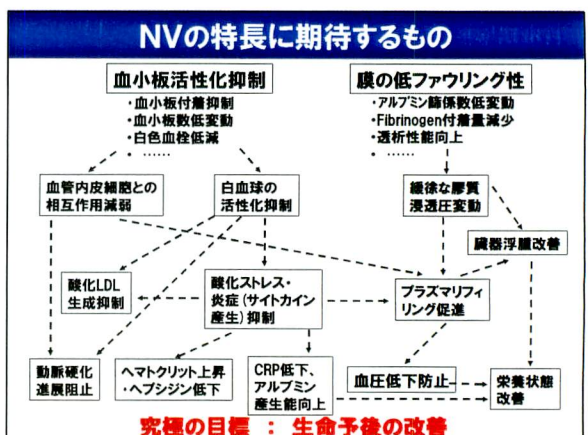 NVの特長に期待するもの
血小板活性化抑制
・血小板付着抑制
・血小板数低変動
・白色血栓低減
・ ……
膜の低ファウリング性
・アルブミン篩係数低変動
・Fibrinogen付着量減少
・透析性能向上
・ ……
血管内皮細胞との
相互作用減弱
白血球の
活性化抑制
緩徐な膠質
浸透圧変動
臓器浮腫改善
酸化LDL
生成抑制
酸化ストレス・
炎症(サイトカイン
産生)抑制
プラズマリフィ
リング促進
動脈硬化
進展阻止
ヘマトクリット上昇
・ヘプシジン低下
CRP低下、
アルブミン
産生能向上
血圧低下防止
栄養状態
改善
究極の目標 : 生命予後の改善